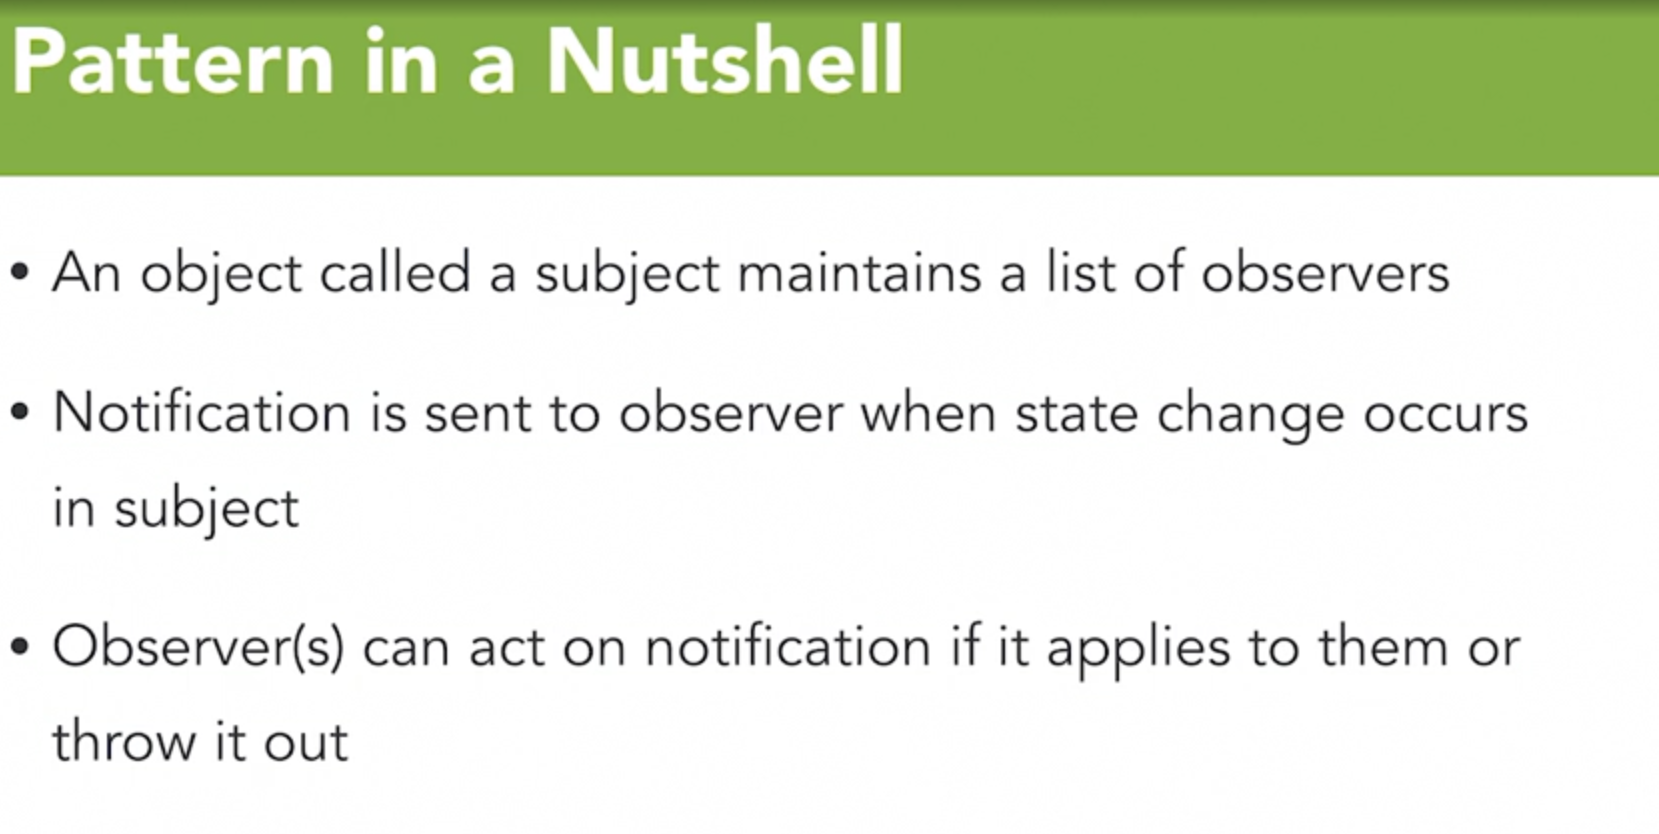 Pattern in a Nutshell
• An object called a subject maintains a list of observers
• Notification is sent to observer when state change occurs
in subject
• Observer(s) can act on notification if it applies to them or
throw it out